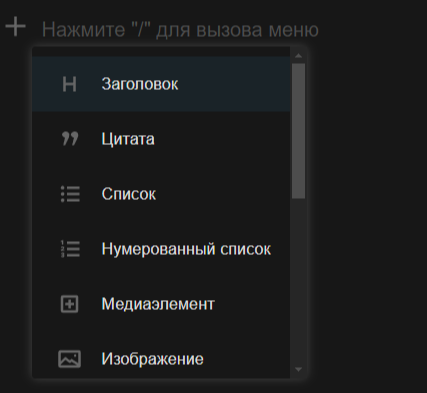 Нажмите "/" для вызова меню
Заголовок
Цитата
Список
Нумерованный список
Медиаэлемент
Изображение